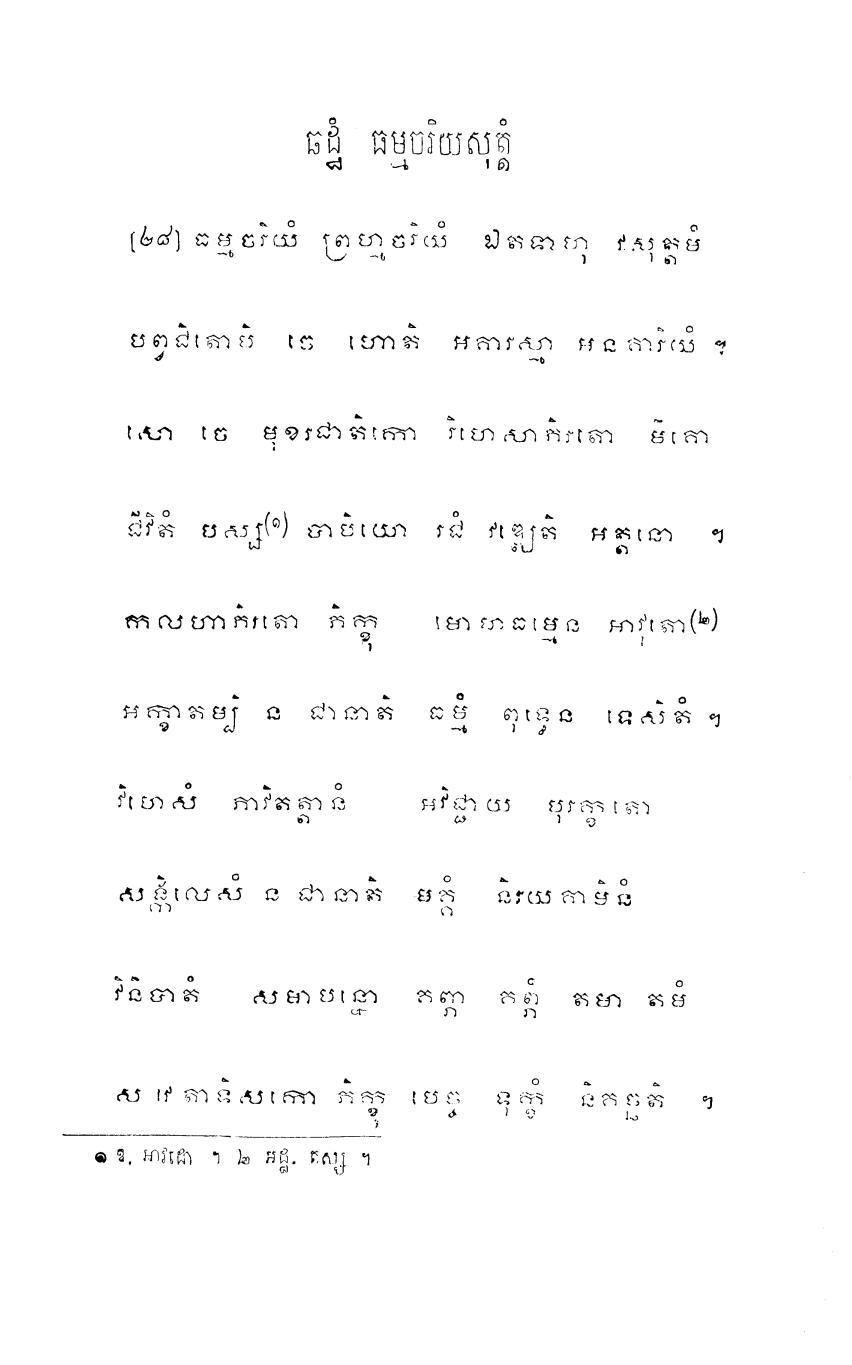 ឆដ្ឋំ ធម្មចរិយសុត្តំ
[២៨] ធម្មចរិយំ ព្រហ្មចរិយំ ឯតទាហុ វសុត្តមំ
បព្វជិតោបិ ចេ ហោតិ អគារស្មា អនគារិយំ ។
សោ ចេ មុខរជាតិកោ វិហេសាភិរតោ មិគោ
ជីវិតំ បស្ស(១) បាបិយោ រជំ វឌ្ឍេតិ អត្តនោ ។
កាលហាភិរតោ ភិក្ខុ មោហធម្មេន អាវុតោ(២)
អក្ខាតម្បិ ន ជានាតិ ធម្មំ ពុទ្ធេន ទេសិតំ ។
វិហេសំ ភាវិតត្តានំ អវិជ្ជាយ បុរក្ខតោ
សង្កិលេសំ ន ជានាតិ មគ្គំ និរយគាមិនំ
វិនិបាតំ សមាបន្នោ គព្ភា គព្ភំ តមា តមំ
ស វេ តាទិសកោ ភិក្ខុ បេច្ច ទុក្ខំ និគច្ឆតិ ។
១ ឱ. អាវដោ ។ ២ អដ្ឋ. តស្ស ។